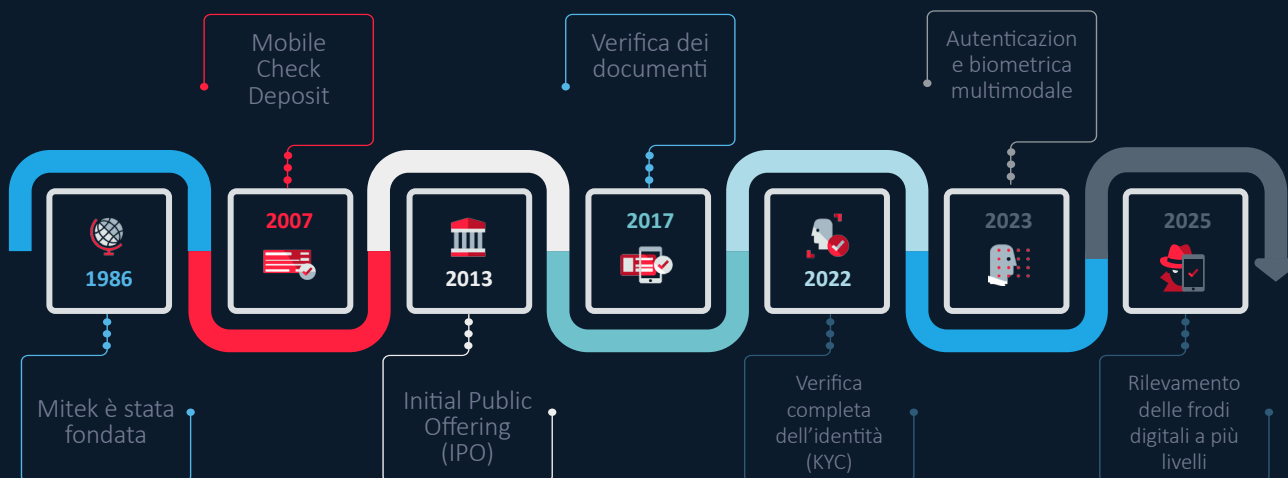 Mobile
Check
Deposit
Verifica dei
documenti
Autenticazion
e biometrica
multimodale
1986
2007
2013
2017
2022
2023
2025
Mitek è stata
fondata
Initial Public
Offering
(IPO)
Verifica
completa
dell'identità
(KYC)
Rilevamento
delle frodi
digitali a più
livelli